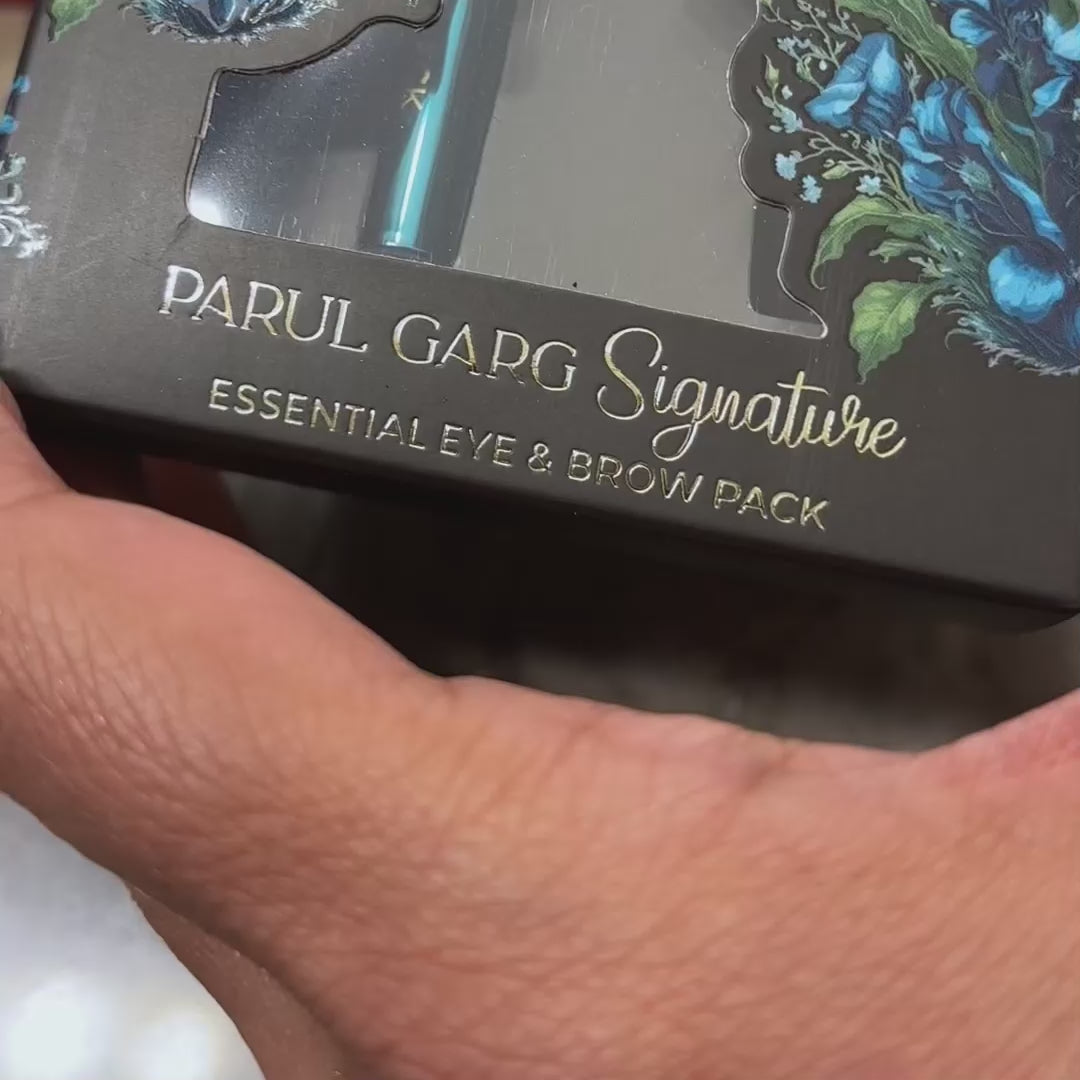 PARUL GARG Signature
ESSENTIAL EYE & BROW PACK